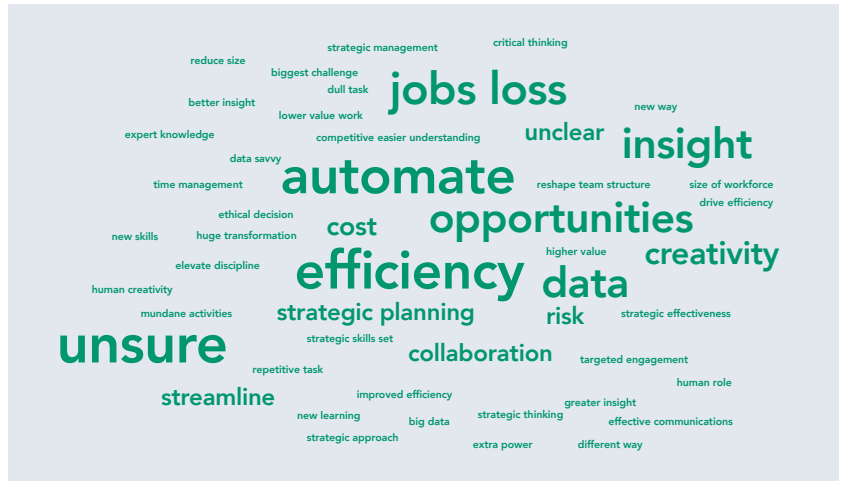 critical thinking
strategic management
reduce size
biggest challenge
jobs loss
dull task
better insight
new way
lower value work
unclear
expert knowledge
competitive easier understanding
insight
data savvy
automate
time management
reshape team structure
size of workforce
drive efficiency
ethical decision
opportunities
cost
new skills
huge transformation
higher value
creativity
elevate discipline
efficiency
data
human creativity
mundane activities
strategic planning
risk
strategic effectiveness
unsure
strategic skills set
collaboration
targeted engagement
repetitive task
human role
streamline
improved efficiency
greater insight
new learning
strategic thinking
big data
effective communications
strategic approach
extra power
different way